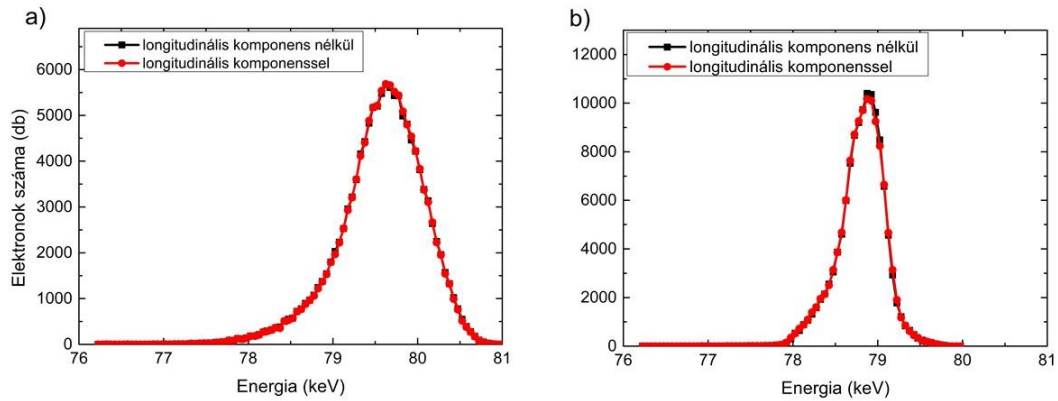 a)
longitudinális komponens nélkül
longitudinális komponenssel
Elektronok száma (db)
6000
5000
4000
3000
2000
1000
0
76 77 78 79 80 81
Energia (keV)
b)
longitudinális komponens nélkül
longitudinális komponenssel
12000
10000
8000
6000
4000
2000
0
76 77 78 79 80 81
Energia (keV)